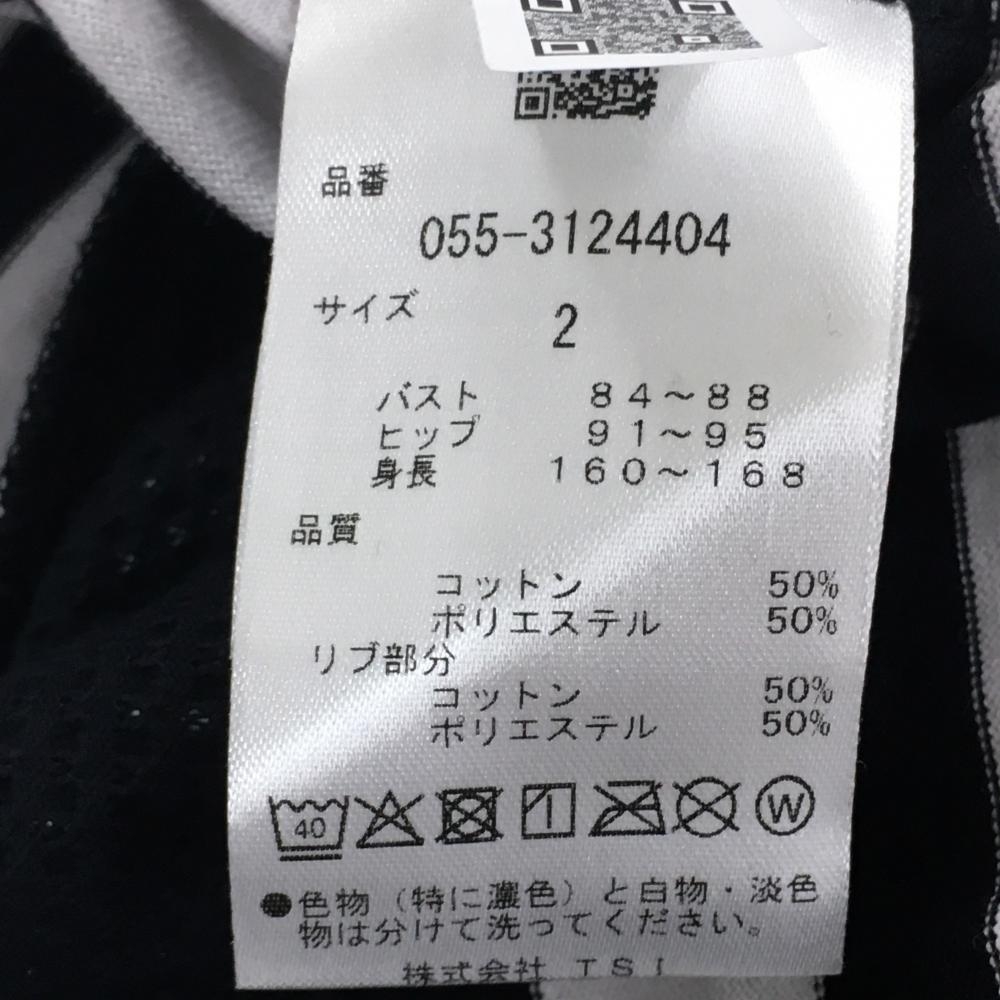 品番
055-3124404
サイズ
2
バスト 84～88
ヒップ 91～95
身長 160～168
品質
コットン 50%
ポリエステル 50%
リブ部分
コットン 50%
ポリエステル 50%
40
W
●色物（特に濃色）と白物・淡色
物は分けて洗ってください。
株式会社 TSI